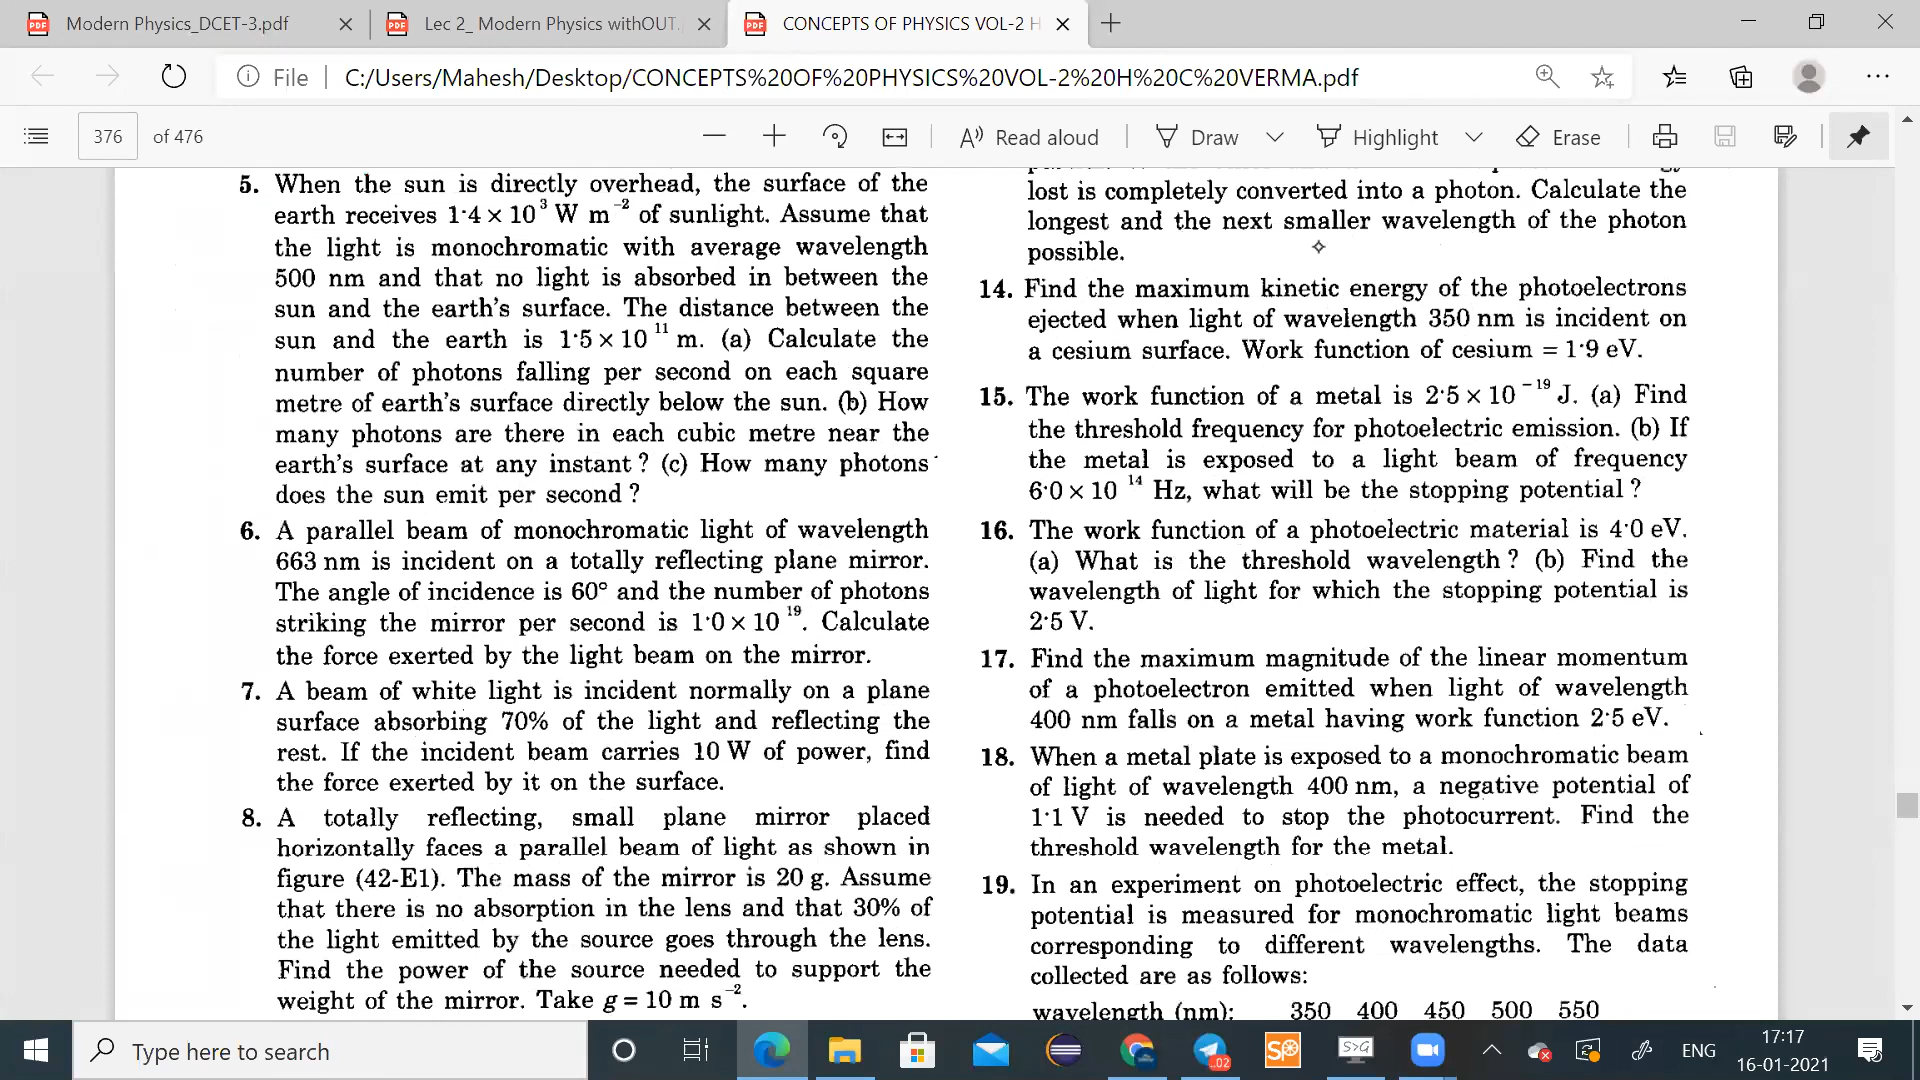 Modern Physics_DCET-3.pdf
Lec 2_ Modern Physics withOUT
CONCEPTS OF PHYSICS VOL-2 H
File
C:/Users/Mahesh/Desktop/CONCEPTS%20OF%20PHYSICS%20VOL-2%20H%20C%20VERMA.pdf
376 of 476
Read aloud
Draw
Highlight
Erase
5. When the sun is directly overhead, the surface of the
earth receives 1·4 × 10³ W m⁻² of sunlight. Assume that
the light is monochromatic with average wavelength
500 nm and that no light is absorbed in between the
sun and the earth's surface. The distance between the
sun and the earth is 1·5 × 10¹¹ m. (a) Calculate the
number of photons falling per second on each square
metre of earth's surface directly below the sun. (b) How
many photons are there in each cubic metre near the
earth's surface at any instant ? (c) How many photons
does the sun emit per second ?
6. A parallel beam of monochromatic light of wavelength
663 nm is incident on a totally reflecting plane mirror.
The angle of incidence is 60° and the number of photons
striking the mirror per second is 1·0 × 10¹⁹. Calculate
the force exerted by the light beam on the mirror.
7. A beam of white light is incident normally on a plane
surface absorbing 70% of the light and reflecting the
rest. If the incident beam carries 10 W of power, find
the force exerted by it on the surface.
8. A totally reflecting, small plane mirror placed
horizontally faces a parallel beam of light as shown in
figure (42-E1). The mass of the mirror is 20 g. Assume
that there is no absorption in the lens and that 30% of
the light emitted by the source goes through the lens.
Find the power of the source needed to support the
weight of the mirror. Take g = 10 m s⁻².
lost is completely converted into a photon. Calculate the
longest and the next smaller wavelength of the photon
possible.
14. Find the maximum kinetic energy of the photoelectrons
ejected when light of wavelength 350 nm is incident on
a cesium surface. Work function of cesium = 1·9 eV.
15. The work function of a metal is 2·5 × 10⁻¹⁹ J. (a) Find
the threshold frequency for photoelectric emission. (b) If
the metal is exposed to a light beam of frequency
6·0 × 10¹⁴ Hz, what will be the stopping potential ?
16. The work function of a photoelectric material is 4·0 eV.
(a) What is the threshold wavelength ? (b) Find the
wavelength of light for which the stopping potential is
2·5 V.
17. Find the maximum magnitude of the linear momentum
of a photoelectron emitted when light of wavelength
400 nm falls on a metal having work function 2·5 eV.
18. When a metal plate is exposed to a monochromatic beam
of light of wavelength 400 nm, a negative potential of
1·1 V is needed to stop the photocurrent. Find the
threshold wavelength for the metal.
19. In an experiment on photoelectric effect, the stopping
potential is measured for monochromatic light beams
corresponding to different wavelengths. The data
collected are as follows:
wavelength (nm): 350 400 450 500 550
Type here to search
ENG
17:17
16-01-2021